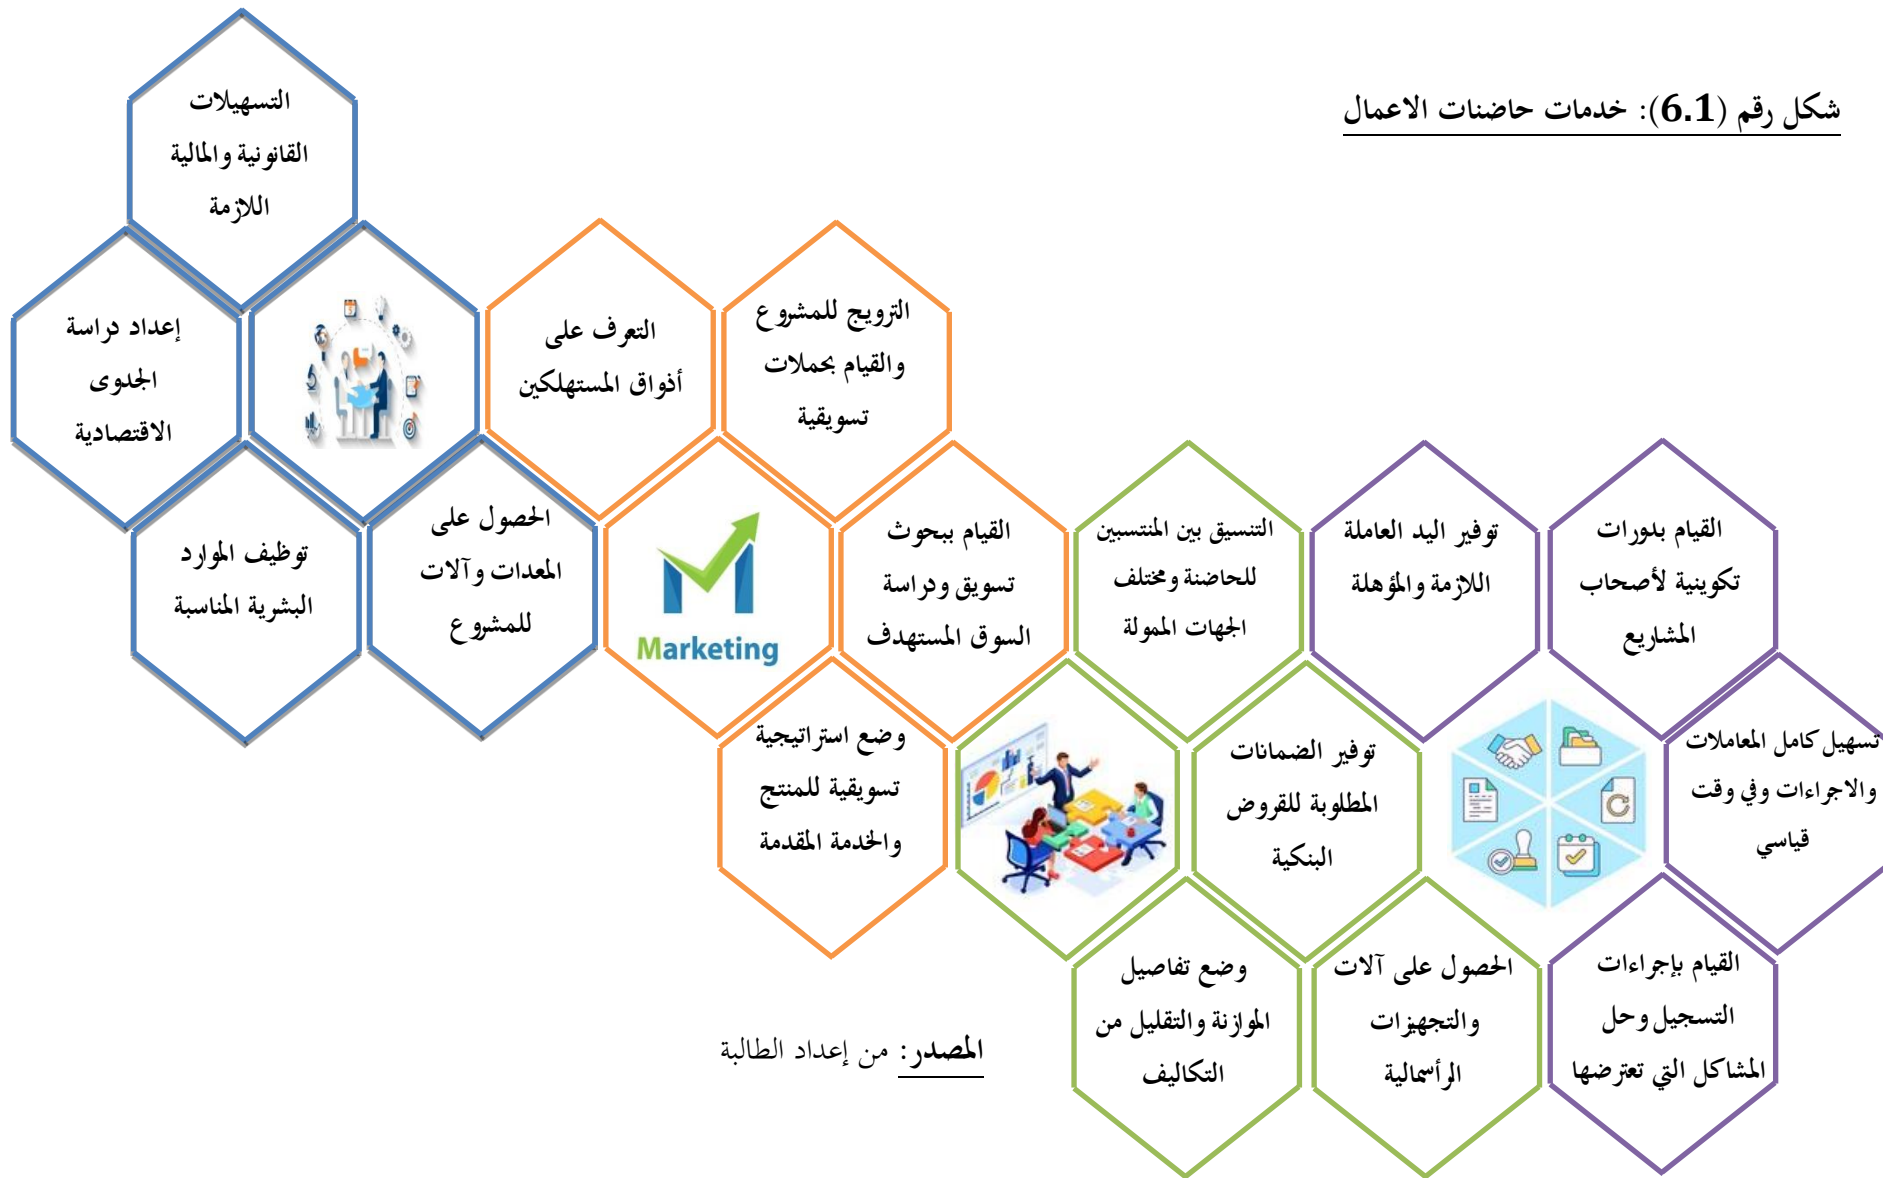 شكل رقم (6.1): خدمات حاضنات الاعمال
التسهيلات
القانونية والمالية
اللازمة
إعداد دراسة
الجدوى
الاقتصادية
توظيف الموارد
البشرية المناسبة
الحصول على
المعدات وآلات
للمشروع
التعرف على
أذواق المستهلكين
الترويج للمشروع
والقيام بحملات
تسويقية
Marketing
القيام ببحوث
تسويق ودراسة
السوق المستهدف
وضع استراتيجية
تسويقية للمنتج
والخدمة المقدمة
التنسيق بين المنتسبين
للحاضنة ومختلف
الجهات الممولة
توفير الضمانات
المطلوبة للقروض
البنكية
وضع تفاصيل
الموازنة والتقليل من
التكاليف
الحصول على آلات
والتجهيزات
الرأسمالية
توفير اليد العاملة
اللازمة والمؤهلة
القيام بدورات
تكوينية لأصحاب
المشاريع
تسهيل كامل المعاملات
والاجراءات وفي وقت
قياسي
القيام بإجراءات
التسجيل وحل
المشاكل التي تعترضها
المصدر: من إعداد الطالبة